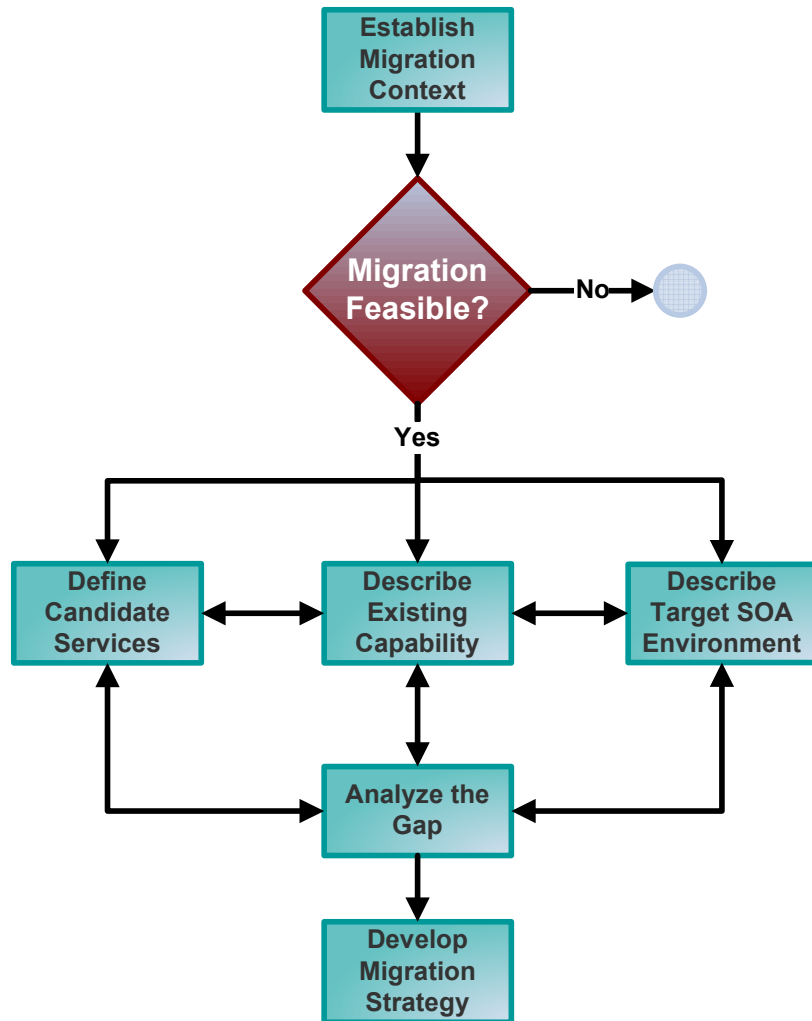 Establish
Migration
Context
Migration
Feasible?
No
Yes
Define
Candidate
Services
Describe
Existing
Capability
Describe
Target SOA
Environment
Analyze the
Gap
Develop
Migration
Strategy